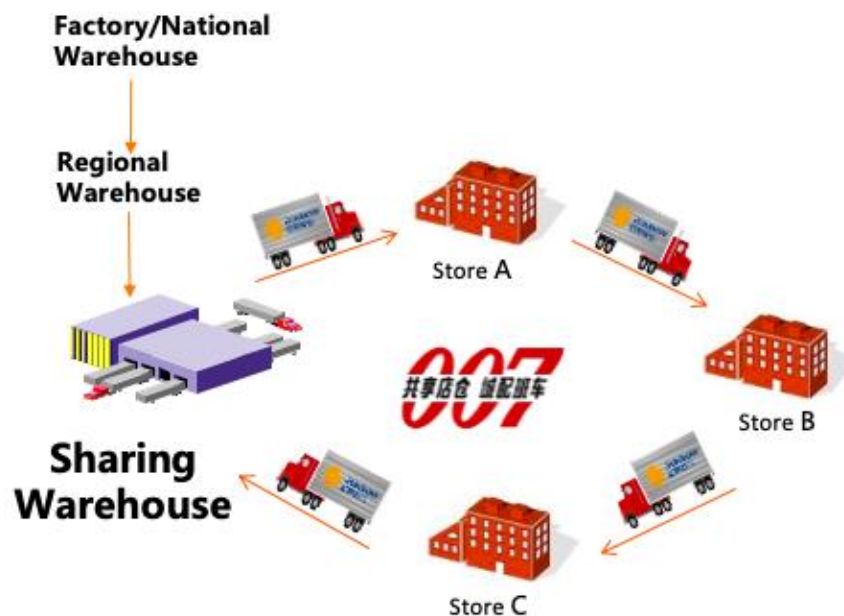 Factory/National
Warehouse
Regional
Warehouse
Store A
Store B
007
共享店仓 城配班车
Sharing
Warehouse
Store C